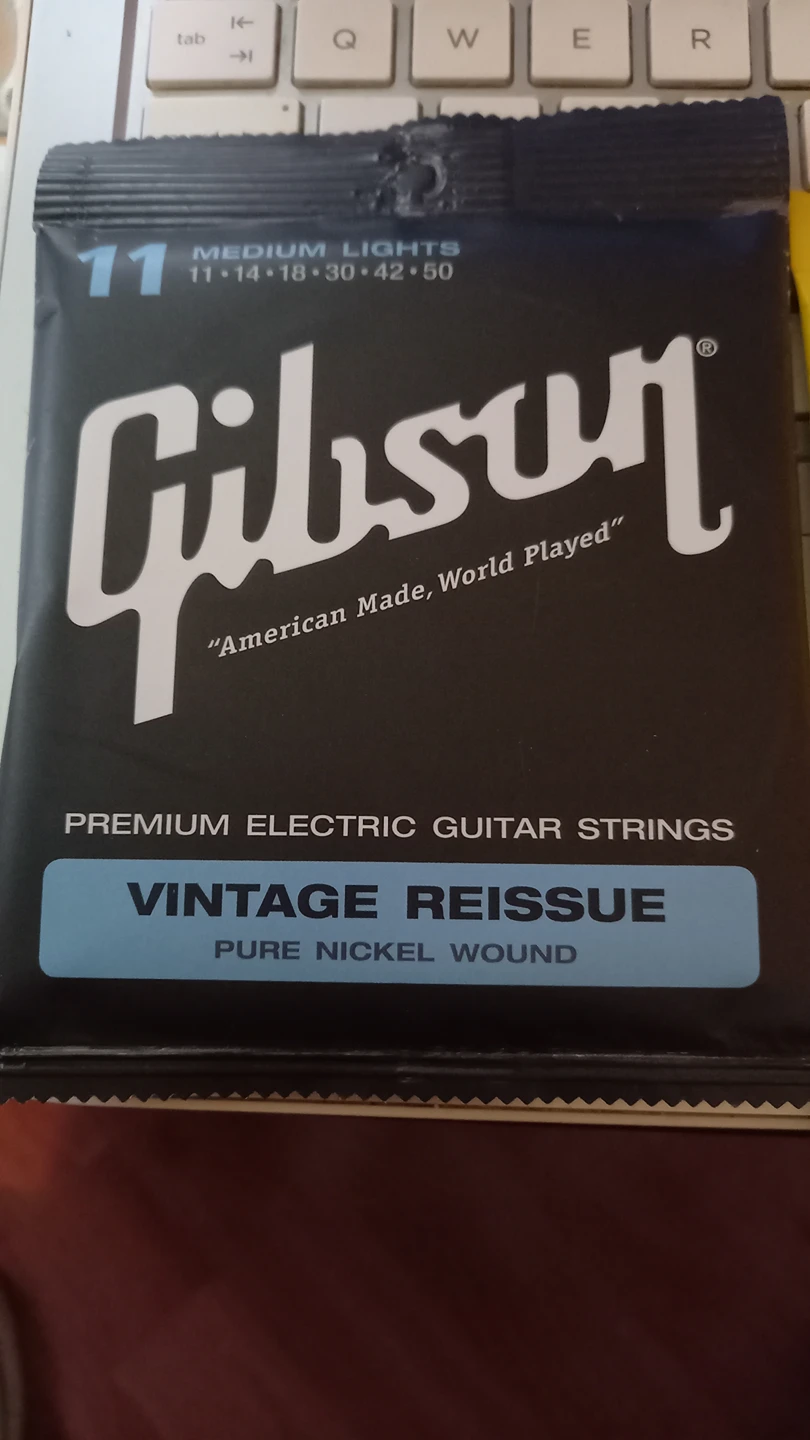 tab Q W E R
11 MEDIUM LIGHTS
11•14•18•30•42•50
Gibson®
"American Made, World Played"
PREMIUM ELECTRIC GUITAR STRINGS
VINTAGE REISSUE
PURE NICKEL WOUND